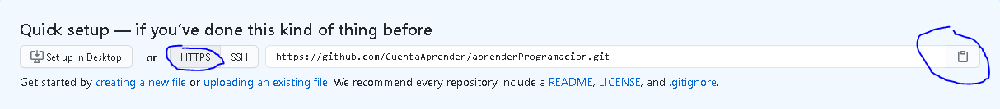 Quick setup — if you've done this kind of thing before
Set up in Desktop or HTTPS SSH https://github.com/CuentaAprender/aprenderProgramacion.git
Get started by creating a new file or uploading an existing file. We recommend every repository include a README, LICENSE, and .gitignore.